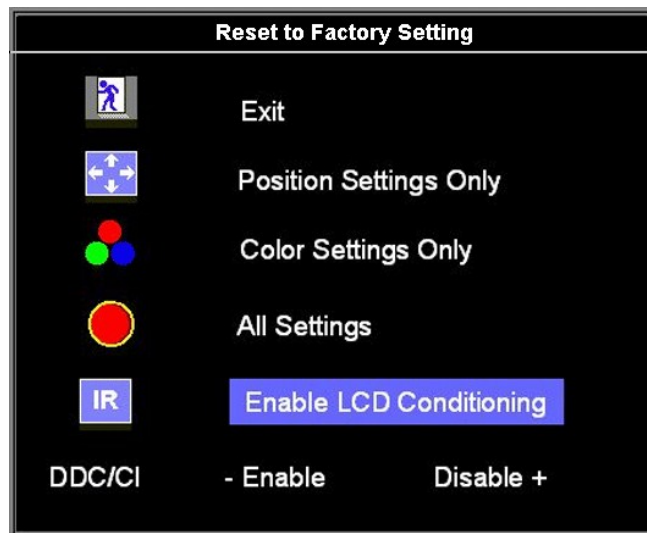 Reset to Factory Setting
Exit
Position Settings Only
Color Settings Only
All Settings
IR Enable LCD Conditioning
DDC/CI - Enable Disable +